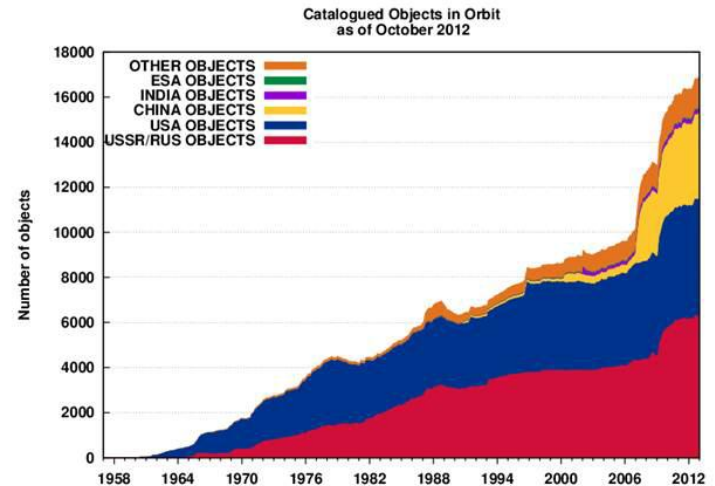 Catalogued Objects in Orbit
as of October 2012
18000
16000
14000
12000
10000
8000
6000
4000
2000
0
Number of objects
OTHER OBJECTS
ESA OBJECTS
INDIA OBJECTS
CHINA OBJECTS
USA OBJECTS
USSR/RUS OBJECTS
1958 1964 1970 1976 1982 1988 1994 2000 2006 2012